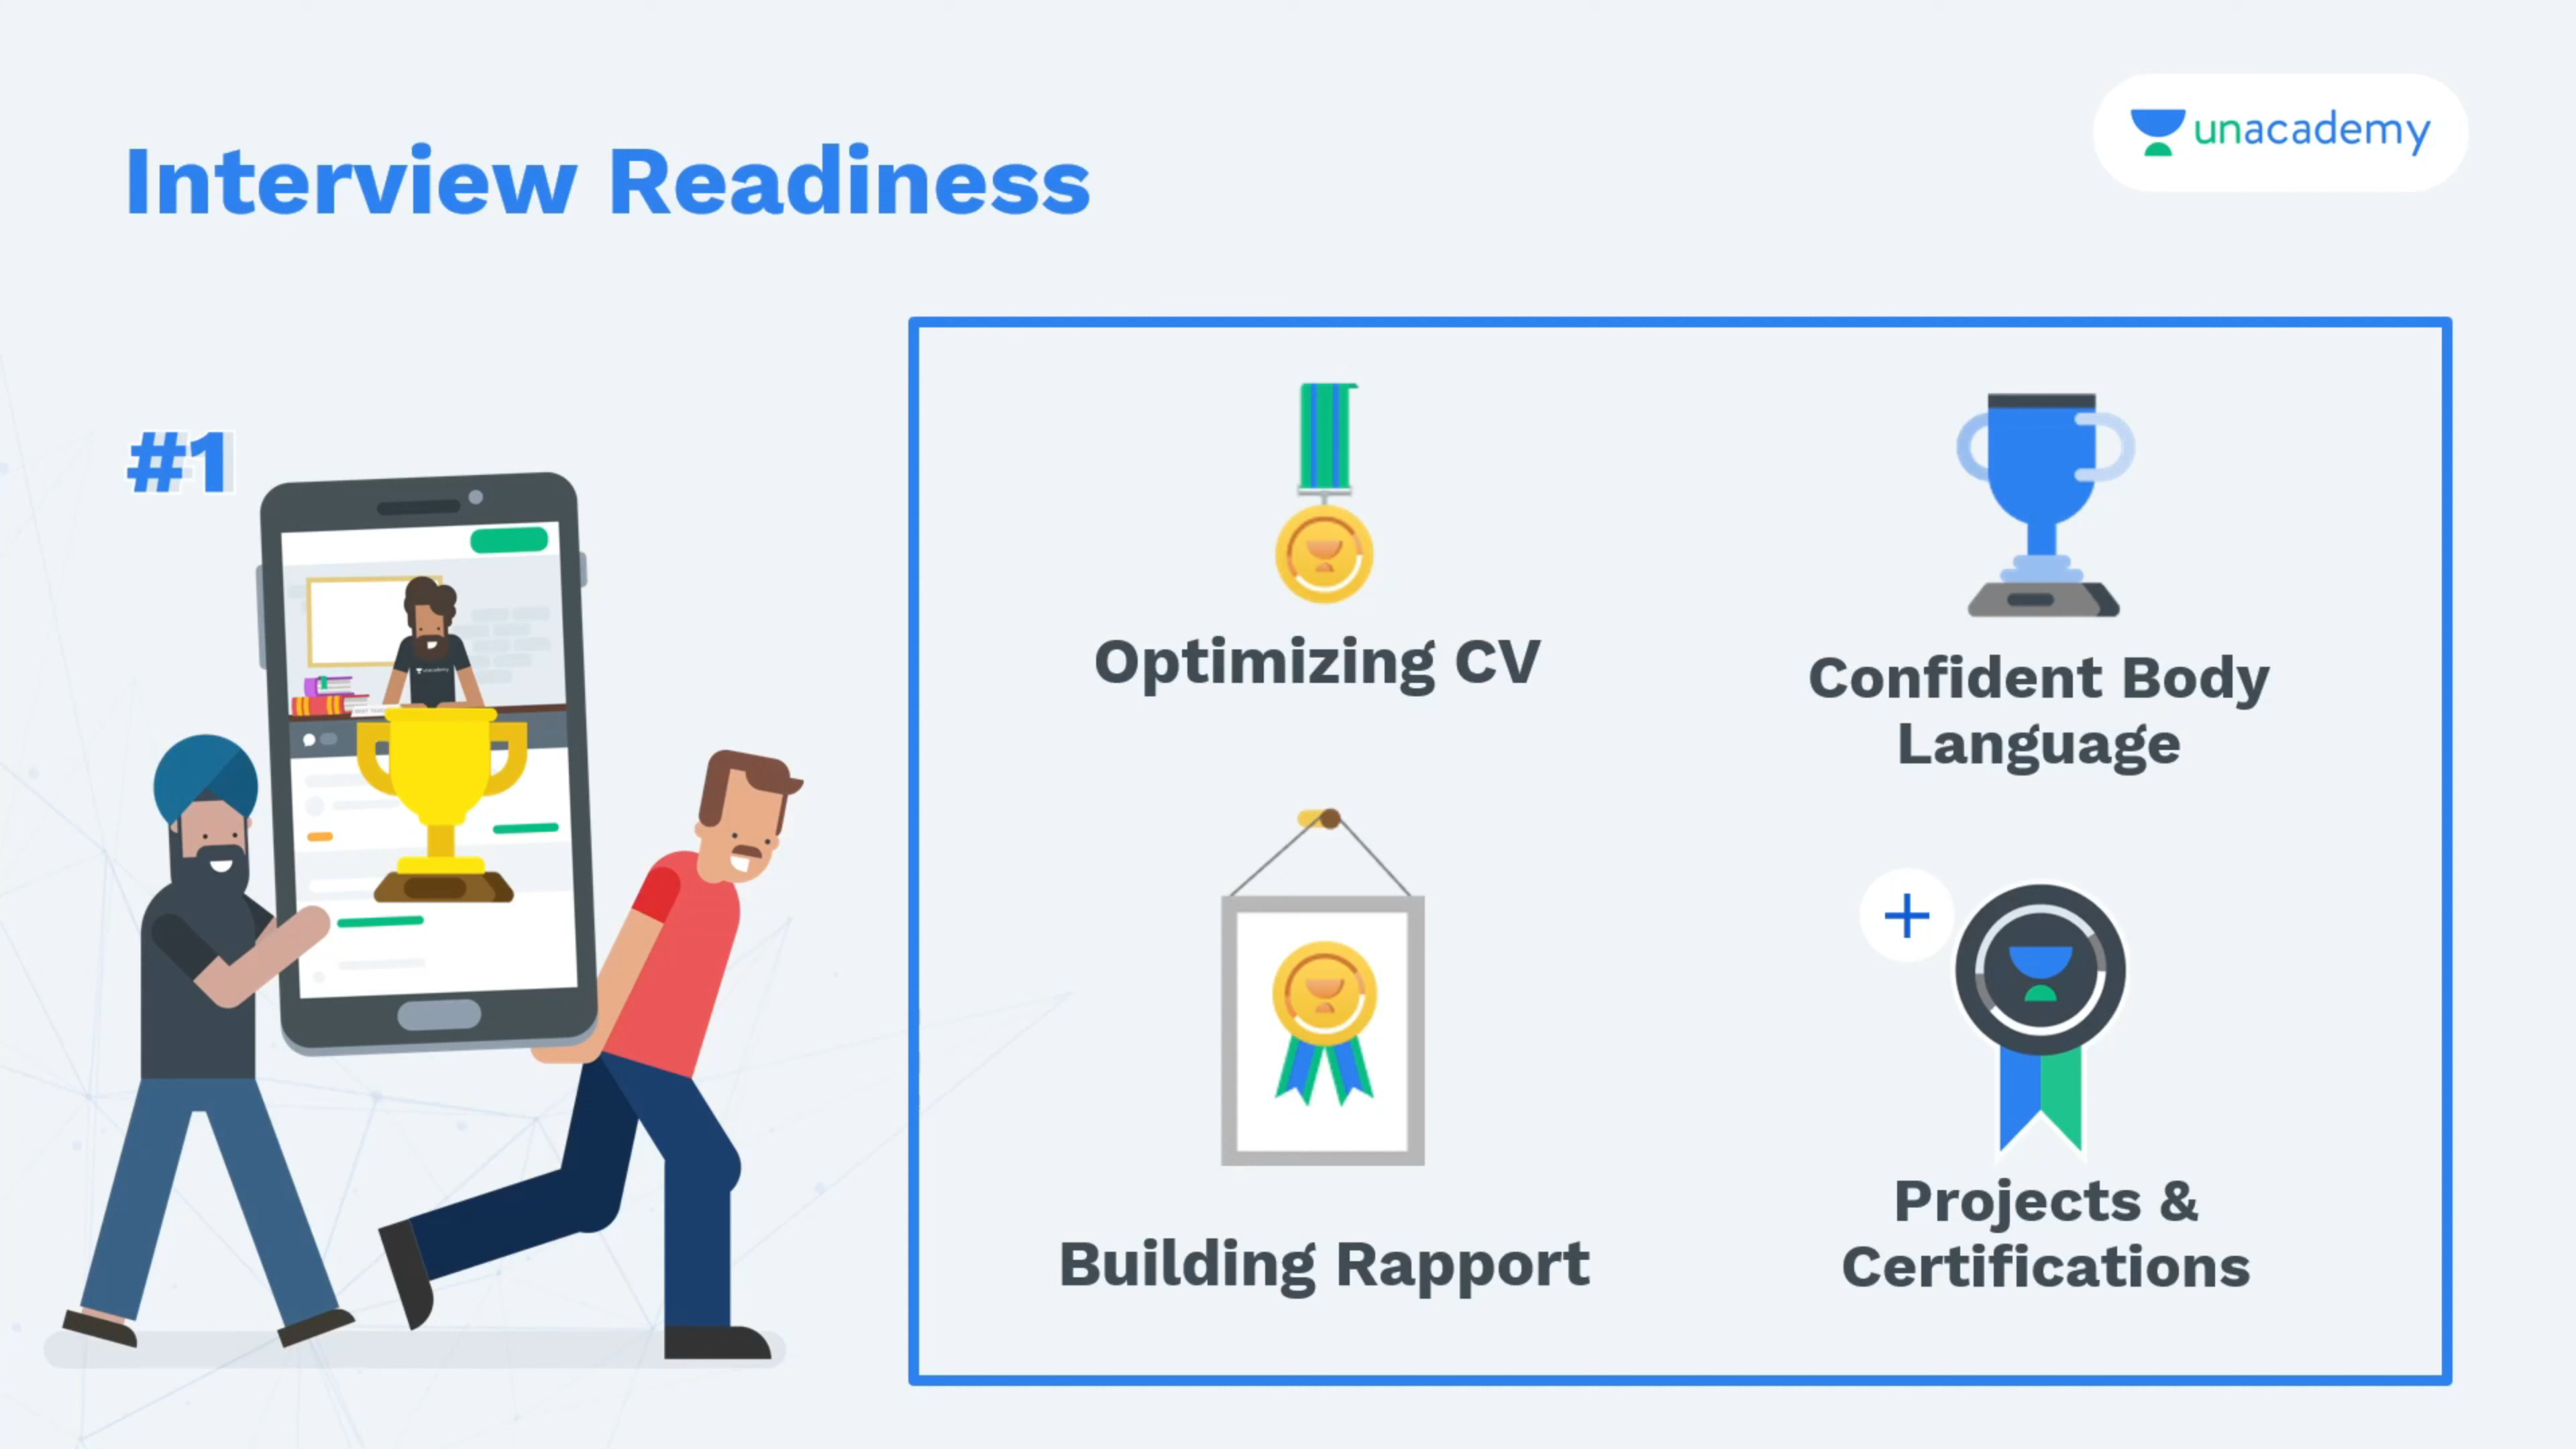 unacademy
Interview Readiness
#1
Optimizing CV
Confident Body
Language
Building Rapport
Projects &
Certifications